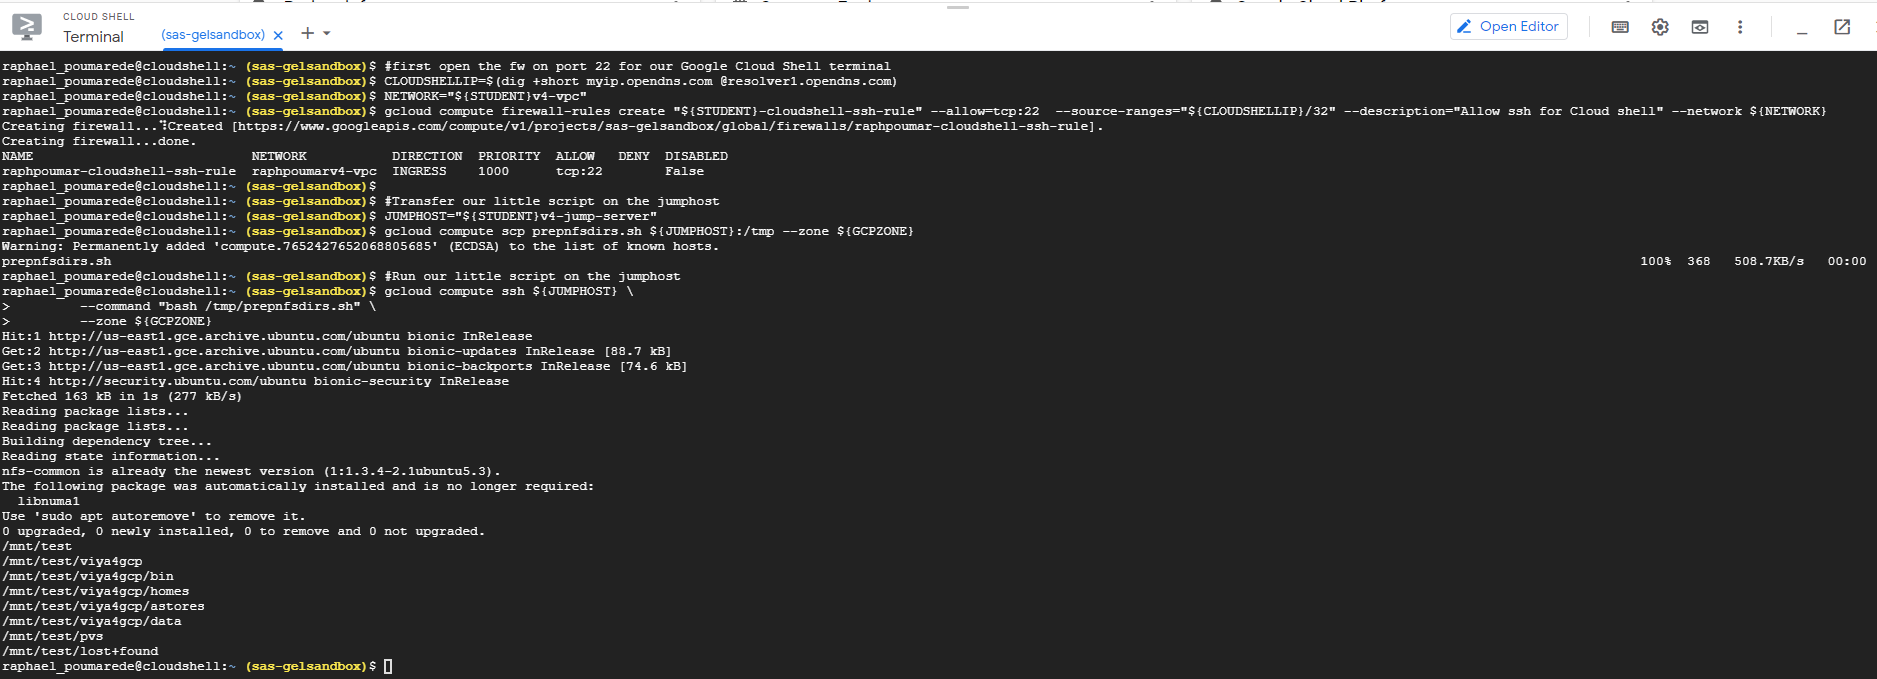 CLOUD SHELL
Terminal
(sas-gelsandbox)
Open Editor
raphael_poumarede@cloudshell:~ (sas-gelsandbox)$ #first open the fw on port 22 for our Google Cloud Shell terminal
raphael_poumarede@cloudshell:~ (sas-gelsandbox)$ CLOUDSHELLIP=$(dig +short myip.opendns.com @resolver1.opendns.com)
raphael_poumarede@cloudshell:~ (sas-gelsandbox)$ NETWORK="${STUDENT}v4-vpc"
raphael_poumarede@cloudshell:~ (sas-gelsandbox)$ gcloud compute firewall-rules create "${STUDENT}-cloudshell-ssh-rule" --allow=tcp:22  --source-ranges="${CLOUDSHELLIP}/32" --description="Allow ssh for Cloud shell" --network ${NETWORK}
Creating firewall...⠹Created [https://www.googleapis.com/compute/v1/projects/sas-gelsandbox/global/firewalls/raphpoumar-cloudshell-ssh-rule].
Creating firewall...done.
NAME                            NETWORK           DIRECTION  PRIORITY  ALLOW   DENY  DISABLED
raphpoumar-cloudshell-ssh-rule  raphpoumarv4-vpc  INGRESS    1000      tcp:22        False
raphael_poumarede@cloudshell:~ (sas-gelsandbox)$
raphael_poumarede@cloudshell:~ (sas-gelsandbox)$ #Transfer our little script on the jumphost
raphael_poumarede@cloudshell:~ (sas-gelsandbox)$ JUMPHOST="${STUDENT}v4-jump-server"
raphael_poumarede@cloudshell:~ (sas-gelsandbox)$ gcloud compute scp prepnfsdirs.sh ${JUMPHOST}:/tmp --zone ${GCPZONE}
Warning: Permanently added 'compute.7652427652068805685' (ECDSA) to the list of known hosts.
prepnfsdirs.sh 100% 368 508.7KB/s 00:00
raphael_poumarede@cloudshell:~ (sas-gelsandbox)$ #Run our little script on the jumphost
raphael_poumarede@cloudshell:~ (sas-gelsandbox)$ gcloud compute ssh ${JUMPHOST} \
>         --command "bash /tmp/prepnfsdirs.sh" \
>         --zone ${GCPZONE}
Hit:1 http://us-east1.gce.archive.ubuntu.com/ubuntu bionic InRelease
Get:2 http://us-east1.gce.archive.ubuntu.com/ubuntu bionic-updates InRelease [88.7 kB]
Get:3 http://us-east1.gce.archive.ubuntu.com/ubuntu bionic-backports InRelease [74.6 kB]
Hit:4 http://security.ubuntu.com/ubuntu bionic-security InRelease
Fetched 163 kB in 1s (277 kB/s)
Reading package lists...
Reading package lists...
Building dependency tree...
Reading state information...
nfs-common is already the newest version (1:1.3.4-2.1ubuntu5.3).
The following package was automatically installed and is no longer required:
  libnuma1
Use 'sudo apt autoremove' to remove it.
0 upgraded, 0 newly installed, 0 to remove and 0 not upgraded.
/mnt/test
/mnt/test/viya4gcp
/mnt/test/viya4gcp/bin
/mnt/test/viya4gcp/homes
/mnt/test/viya4gcp/astores
/mnt/test/viya4gcp/data
/mnt/test/pvs
/mnt/test/lost+found
raphael_poumarede@cloudshell:~ (sas-gelsandbox)$